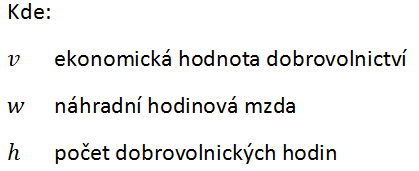 Kde:
v ekonomická hodnota dobrovolnictví
w náhradní hodinová mzda
h počet dobrovolnických hodin